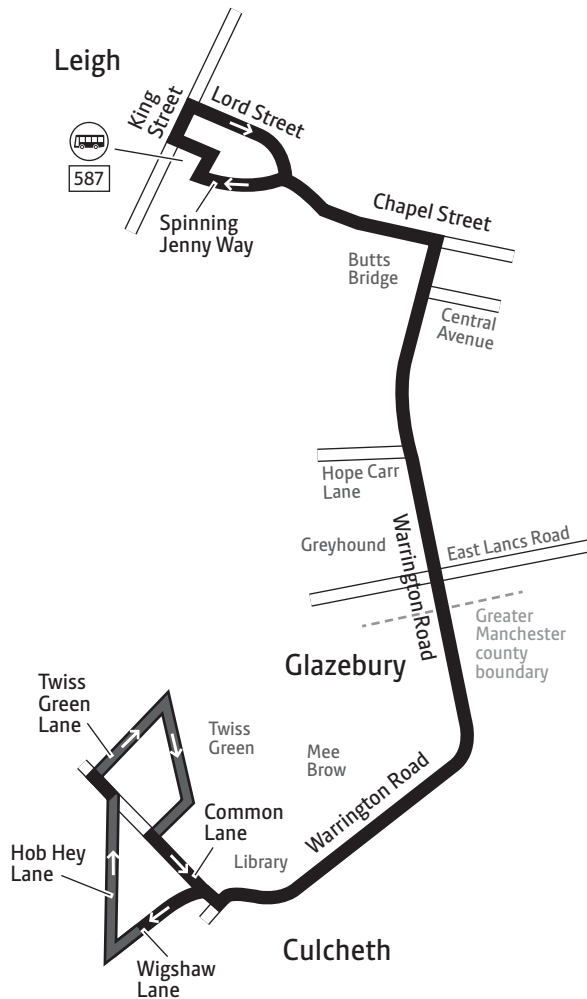 Leigh
King
Street
Lord Street
587
Spinning
Jenny Way
Chapel Street
Butts
Bridge
Central
Avenue
Hope Carr
Lane
Greyhound
Warrington Road
East Lancs Road
Greater
Manchester
county
boundary
Glazebury
Twiss
Green
Lane
Twiss
Green
Mee
Brow
Warrington Road
Common
Lane
Hob Hey
Lane
Library
Culcheth
Wigshaw
Lane